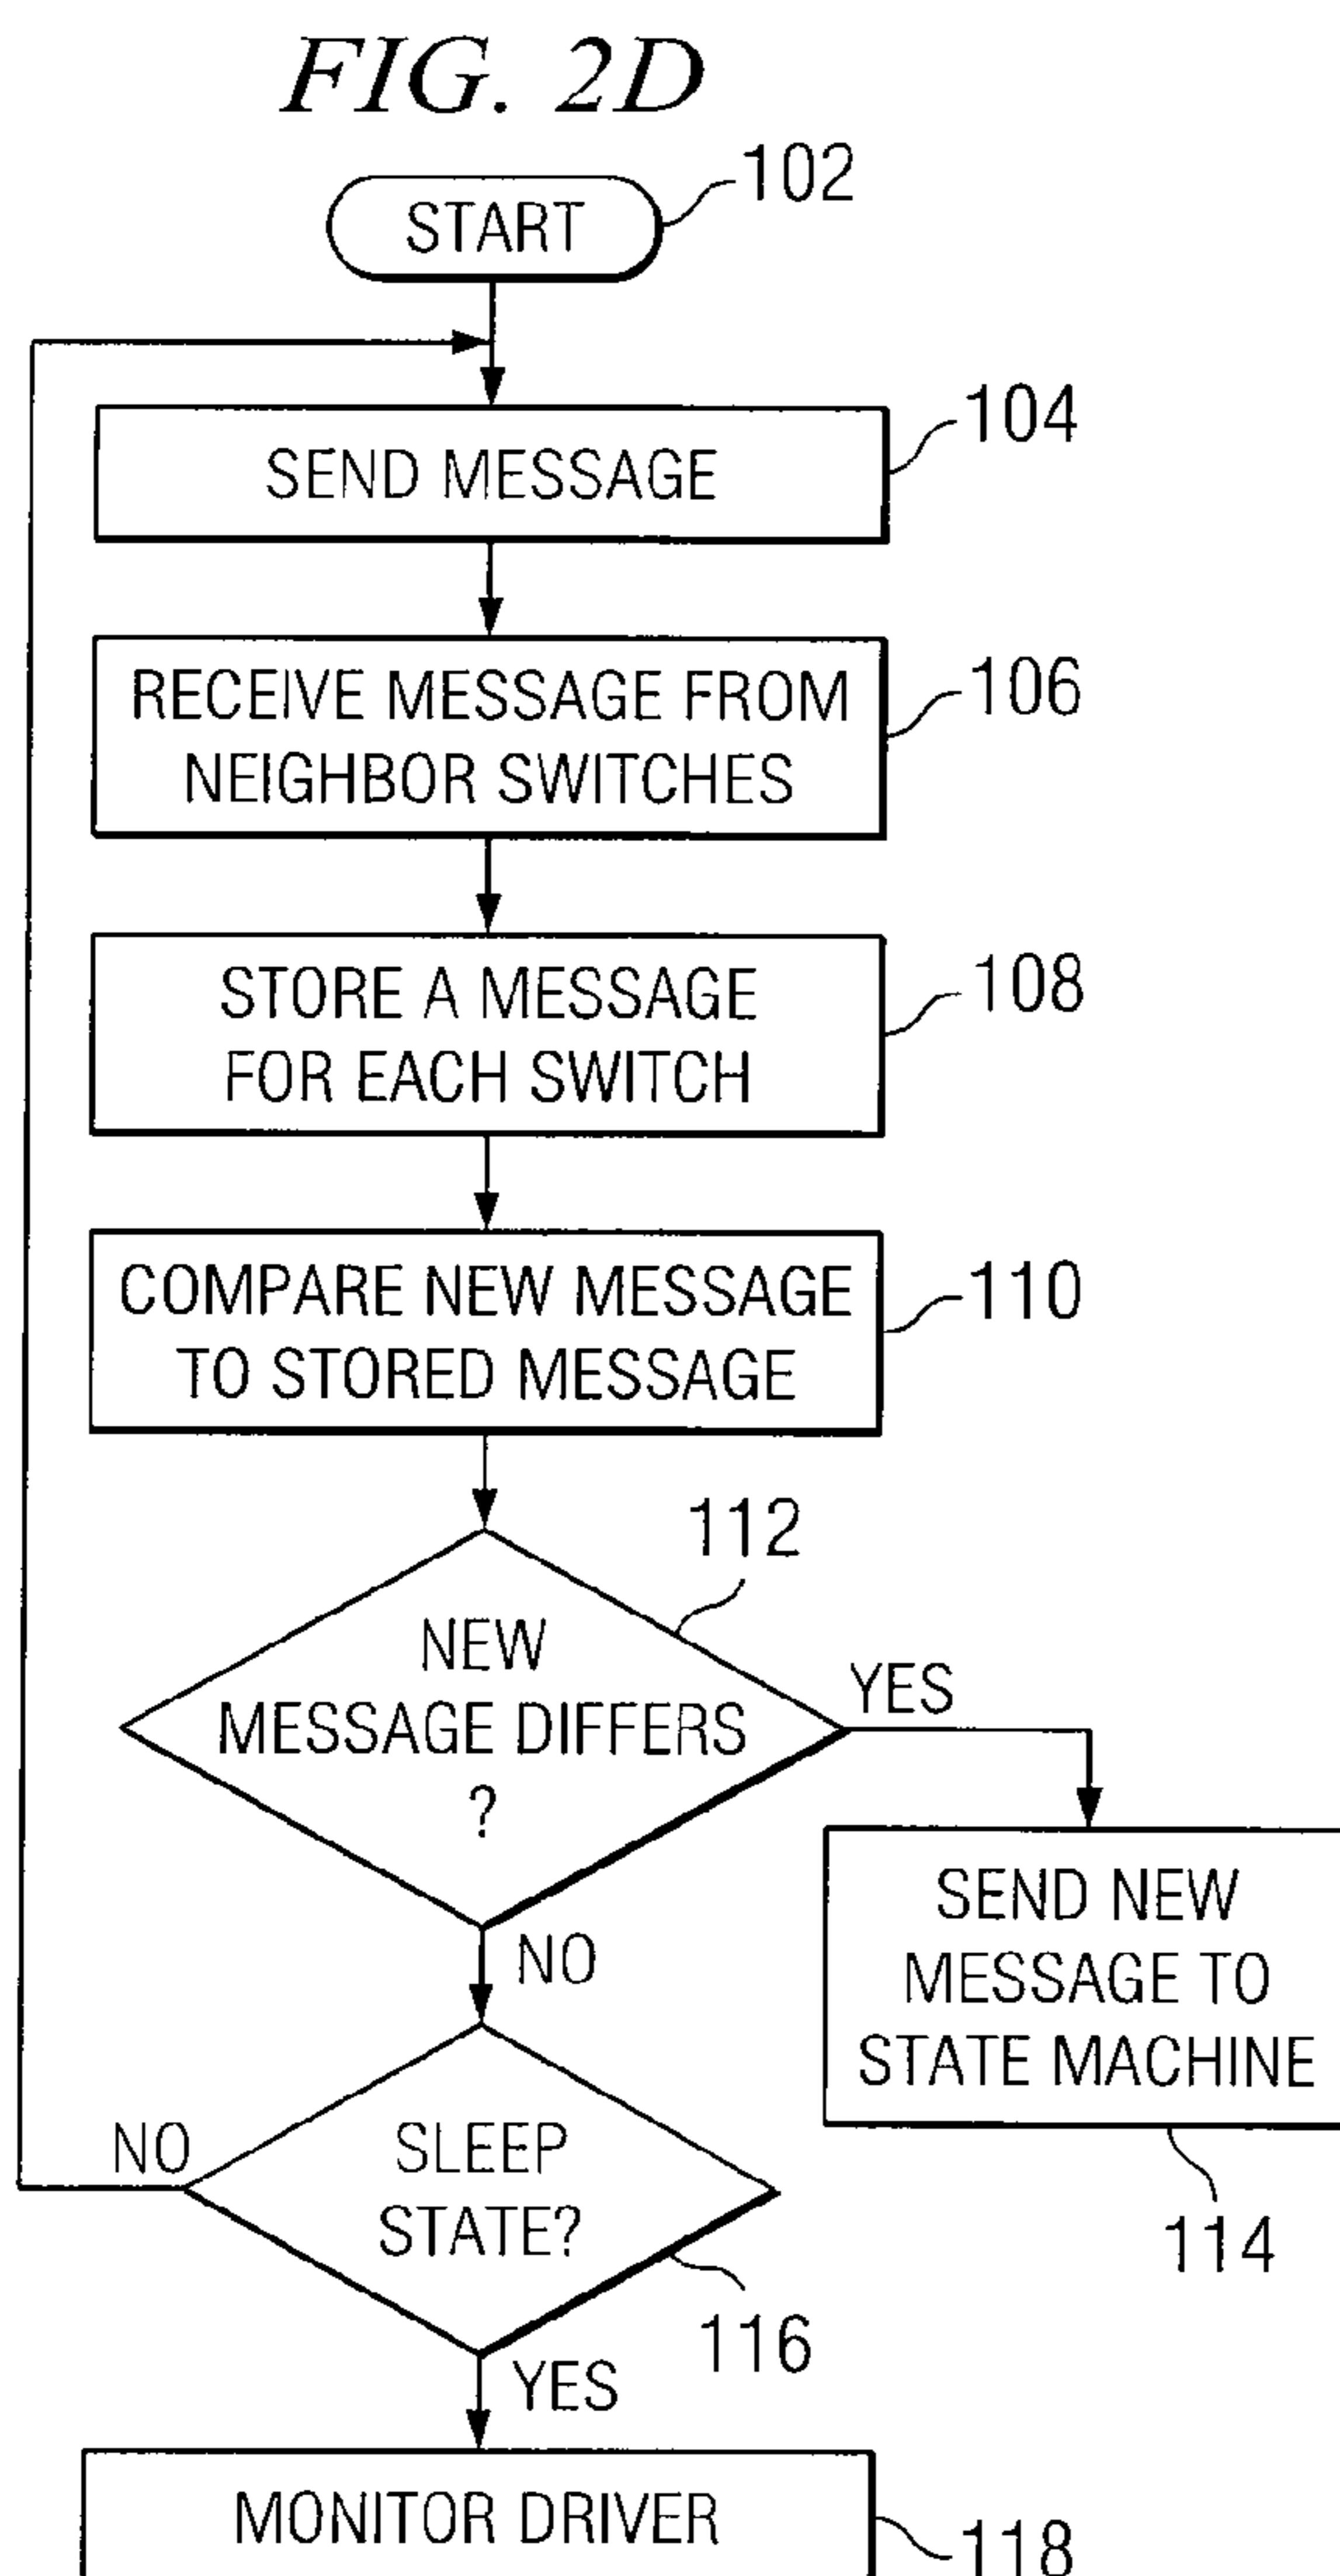 FIG. 2D
START
102
SEND MESSAGE
104
RECEIVE MESSAGE FROM
NEIGHBOR SWITCHES
106
STORE A MESSAGE
FOR EACH SWITCH
108
COMPARE NEW MESSAGE
TO STORED MESSAGE
110
112
NEW
MESSAGE DIFFERS
?
YES
NO
SEND NEW
MESSAGE TO
STATE MACHINE
114
SLEEP
STATE?
NO
116
YES
MONITOR DRIVER
118